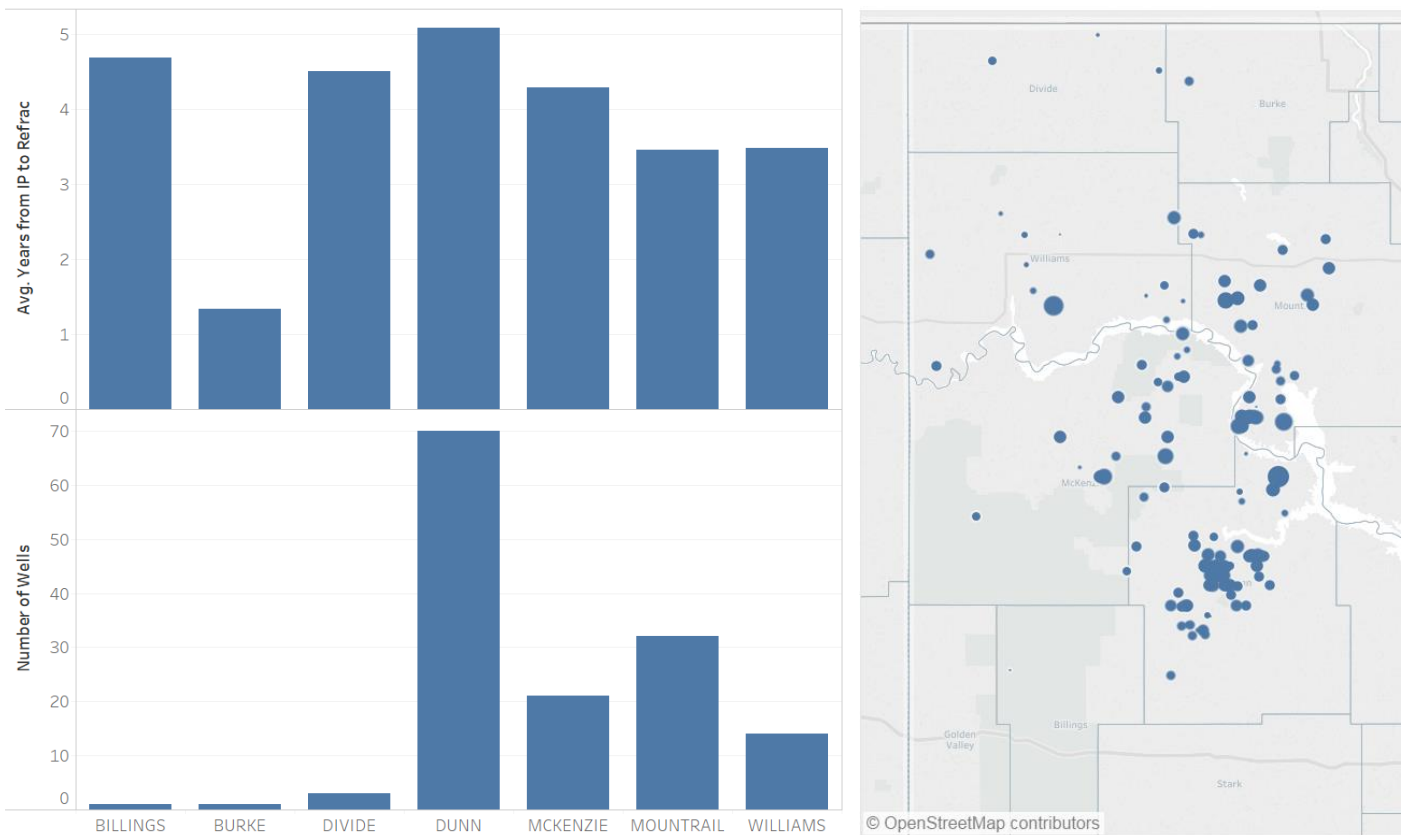 Avg. Years from IP to Refrac
5
4
3
2
1
0
Number of Wells
70
60
50
40
30
20
10
0
BILLINGS BURKE DIVIDE DUNN MCKENZIE MOUNTRAIL WILLIAMS
Divide
Burke
Williams
Mount
McKenz
Billings
Golden
Valley
Stark
© OpenStreetMap contributors